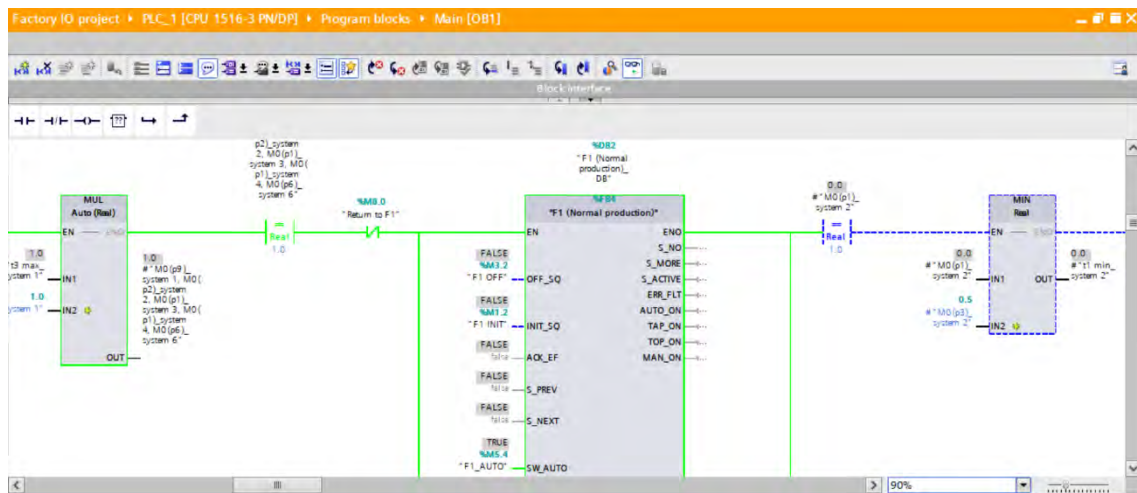 Factory IO project ▸ PLC_1 [CPU 1516-3 PN/DP] ▸ Program blocks ▸ Main [OB1]
Block interface
p2)_system
2, M0(p1)_
system 3, M0(
p1)_system
4, M0(p6)_
system 6"
==
Real
1.0
%M8.0
"Return to F1"
MUL
Auto (Real)
EN
ENO
1.0
"t3 max_
system 1"
IN1
1.0
system 1"
IN2
1.0
#"M0(p9)_
system 1, M0(
p2)_system
2, M0(p1)_
system 3, M0(
p1)_system
4, M0(p6)_
system 6"
OUT
%DB2
"F1 (Normal
production)_
DB"
%FB4
"F1 (Normal production)"
EN
ENO
FALSE
%M3.2
"F1 OFF"
OFF_SQ
FALSE
%M1.2
"F1 INIT"
INIT_SQ
FALSE
false
ACK_EF
FALSE
false
S_PREV
FALSE
false
S_NEXT
TRUE
%M5.4
"F1_AUTO"
SW_AUTO
S_NO
S_MORE
S_ACTIVE
ERR_FLT
AUTO_ON
TAP_ON
TOP_ON
MAN_ON
0.0
#"M0(p1)_
system 2"
==
Real
1.0
MIN
Real
EN
ENO
0.0
#"M0(p1)_
system 2"
IN1
0.5
#"M0(p3)_
system 2"
IN2
OUT
0.0
#"t1 min_
system 2"
90%